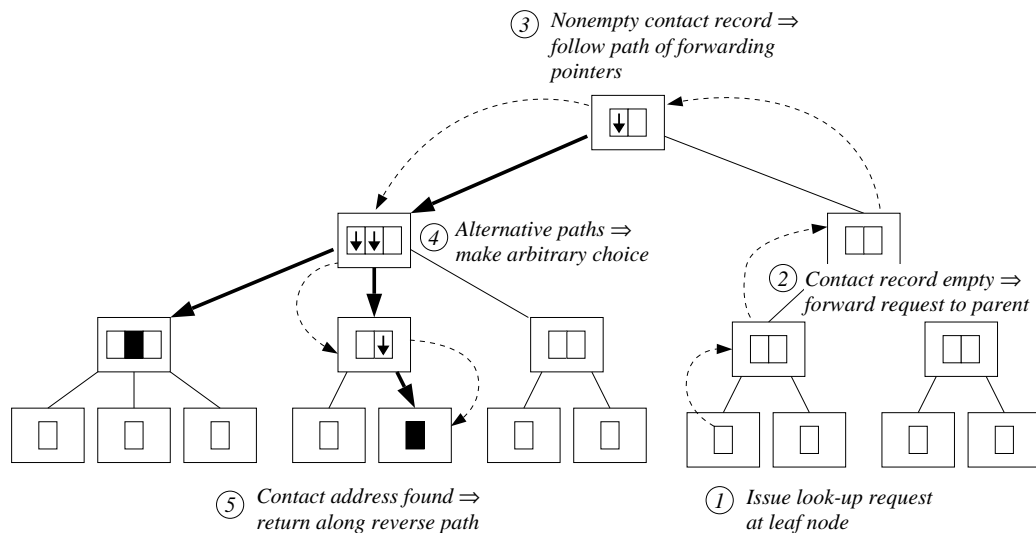 ③ Nonempty contact record ⇒
follow path of forwarding
pointers
④ Alternative paths ⇒
make arbitrary choice
② Contact record empty ⇒
forward request to parent
⑤ Contact address found ⇒
return along reverse path
① Issue look-up request
at leaf node